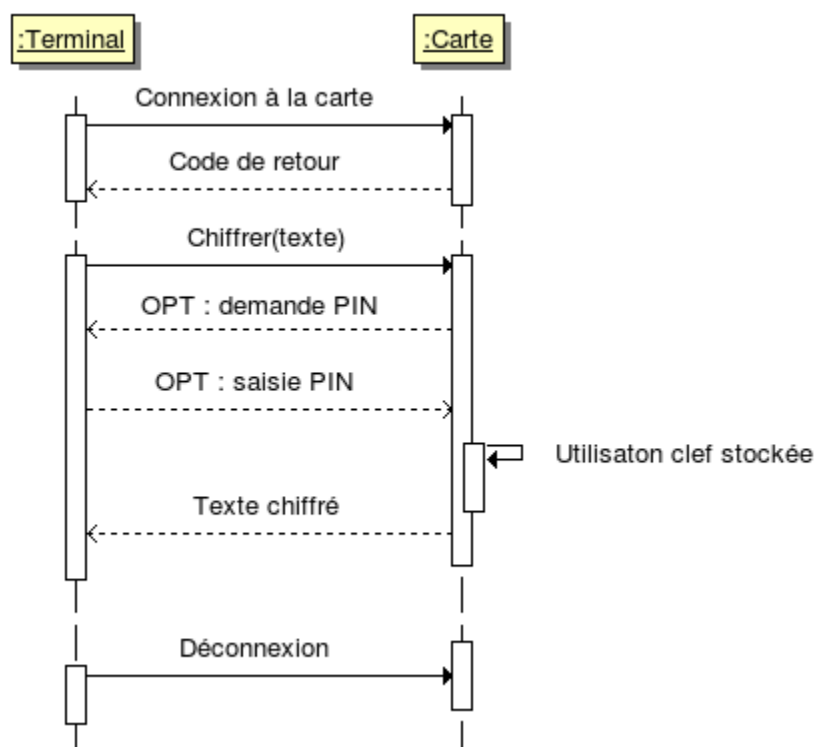 :Terminal
:Carte
Connexion à la carte
Code de retour
Chiffrer(texte)
OPT : demande PIN
OPT : saisie PIN
Utilisaton clef stockée
Texte chiffré
Déconnexion